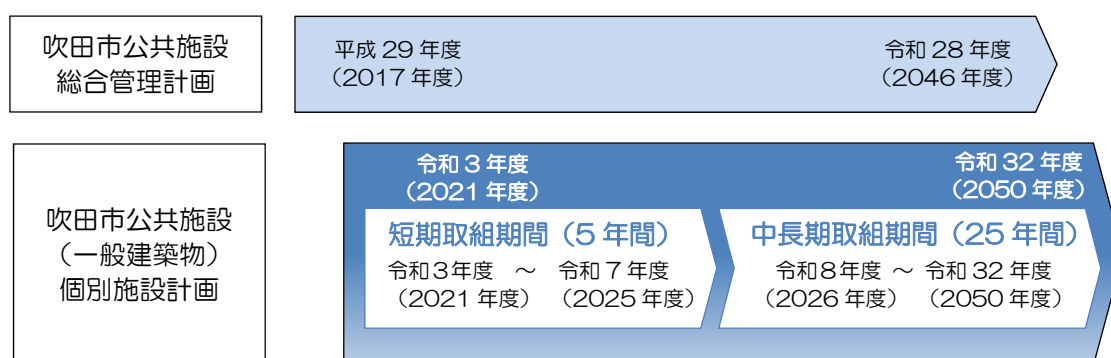 吹田市公共施設
総合管理計画
平成 29 年度
（2017 年度）
令和 28 年度
（2046 年度）
吹田市公共施設
（一般建築物）
個別施設計画
令和 3 年度
（2021 年度）
令和 32 年度
（2050 年度）
短期取組期間（5 年間）
令和3年度 ～ 令和 7 年度
（2021 年度） （2025 年度）
中長期取組期間（25 年間）
令和8年度 ～ 令和 32 年度
（2026 年度） （2050 年度）